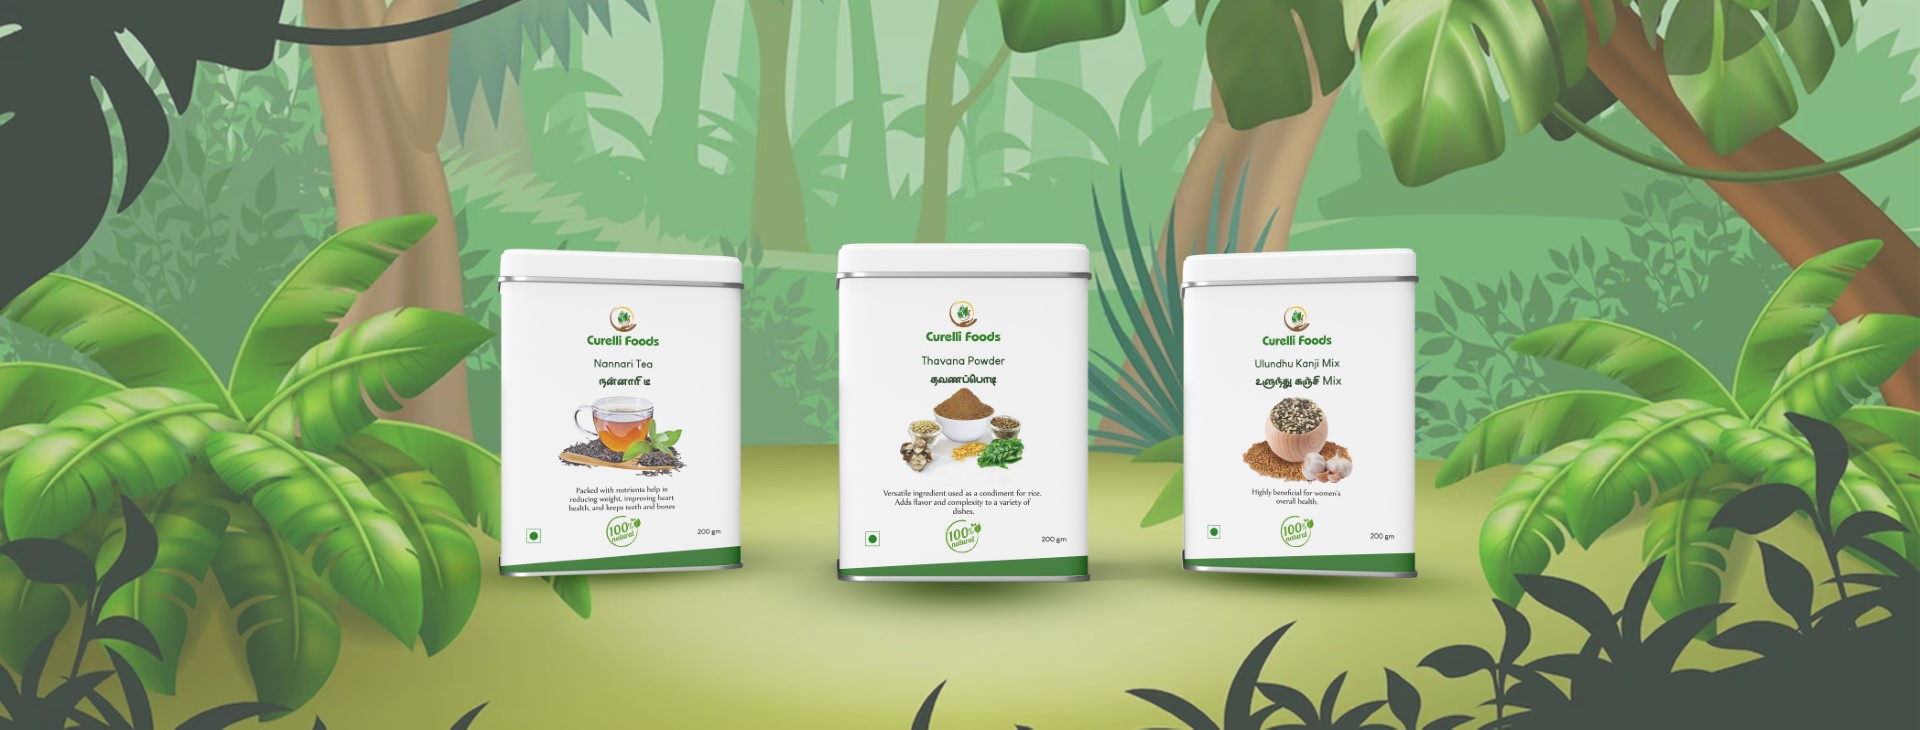 Curelli Foods
Nannari Tea
நன்னாரி டீ
Packed with nutrients help in
reducing weight, improving heart
health, and keeps teeth and bones
100%
natural
200 gm
Curelli Foods
Thavana Powder
தவணப்பொடி
Versatile ingredient used as a condiment for rice.
Adds flavor and complexity to a variety of
dishes.
100%
natural
200 gm
Curelli Foods
Ulundhu Kanji Mix
உளுந்து கஞ்சி Mix
Highly beneficial for women's
overall health.
100%
natural
200 gm